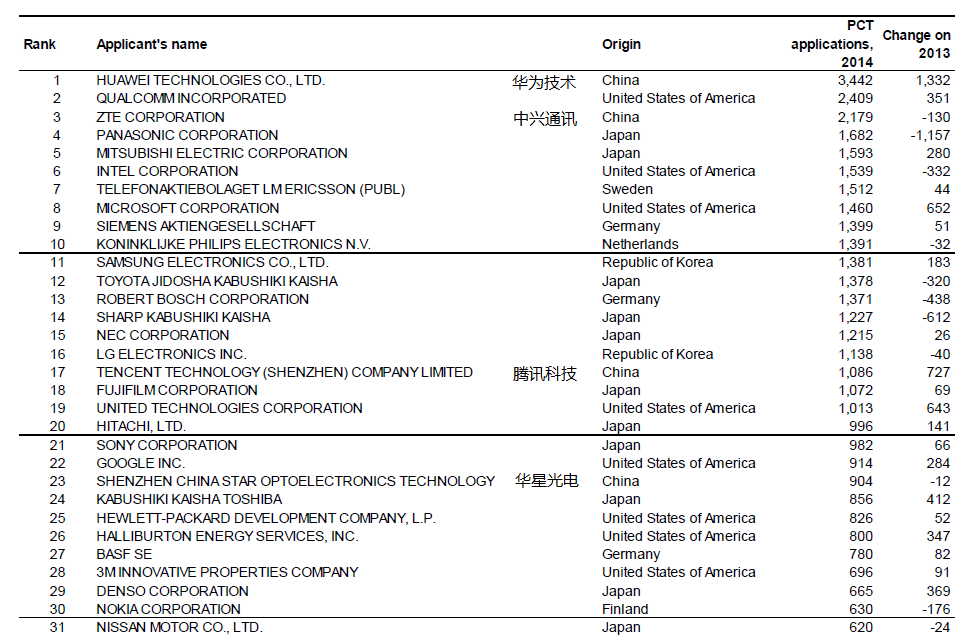 Rank Applicant's name Origin PCT applications, 2014 Change on 2013
1 HUAWEI TECHNOLOGIES CO., LTD. 华为技术 China 3,442 1,332
2 QUALCOMM INCORPORATED United States of America 2,409 351
3 ZTE CORPORATION 中兴通讯 China 2,179 -130
4 PANASONIC CORPORATION Japan 1,682 -1,157
5 MITSUBISHI ELECTRIC CORPORATION Japan 1,593 280
6 INTEL CORPORATION United States of America 1,539 -332
7 TELEFONAKTIEBOLAGET LM ERICSSON (PUBL) Sweden 1,512 44
8 MICROSOFT CORPORATION United States of America 1,460 652
9 SIEMENS AKTIENGESELLSCHAFT Germany 1,399 51
10 KONINKLIJKE PHILIPS ELECTRONICS N.V. Netherlands 1,391 -32
11 SAMSUNG ELECTRONICS CO., LTD. Republic of Korea 1,381 183
12 TOYOTA JIDOSHA KABUSHIKI KAISHA Japan 1,378 -320
13 ROBERT BOSCH CORPORATION Germany 1,371 -438
14 SHARP KABUSHIKI KAISHA Japan 1,227 -612
15 NEC CORPORATION Japan 1,215 26
16 LG ELECTRONICS INC. Republic of Korea 1,138 -40
17 TENCENT TECHNOLOGY (SHENZHEN) COMPANY LIMITED 腾讯科技 China 1,086 727
18 FUJIFILM CORPORATION Japan 1,072 69
19 UNITED TECHNOLOGIES CORPORATION United States of America 1,013 643
20 HITACHI, LTD. Japan 996 141
21 SONY CORPORATION Japan 982 66
22 GOOGLE INC. United States of America 914 284
23 SHENZHEN CHINA STAR OPTOELECTRONICS TECHNOLOGY 华星光电 China 904 -12
24 KABUSHIKI KAISHA TOSHIBA Japan 856 412
25 HEWLETT-PACKARD DEVELOPMENT COMPANY, L.P. United States of America 826 52
26 HALLIBURTON ENERGY SERVICES, INC. United States of America 800 347
27 BASF SE Germany 780 82
28 3M INNOVATIVE PROPERTIES COMPANY United States of America 696 91
29 DENSO CORPORATION Japan 665 369
30 NOKIA CORPORATION Finland 630 -176
31 NISSAN MOTOR CO., LTD. Japan 620 -24